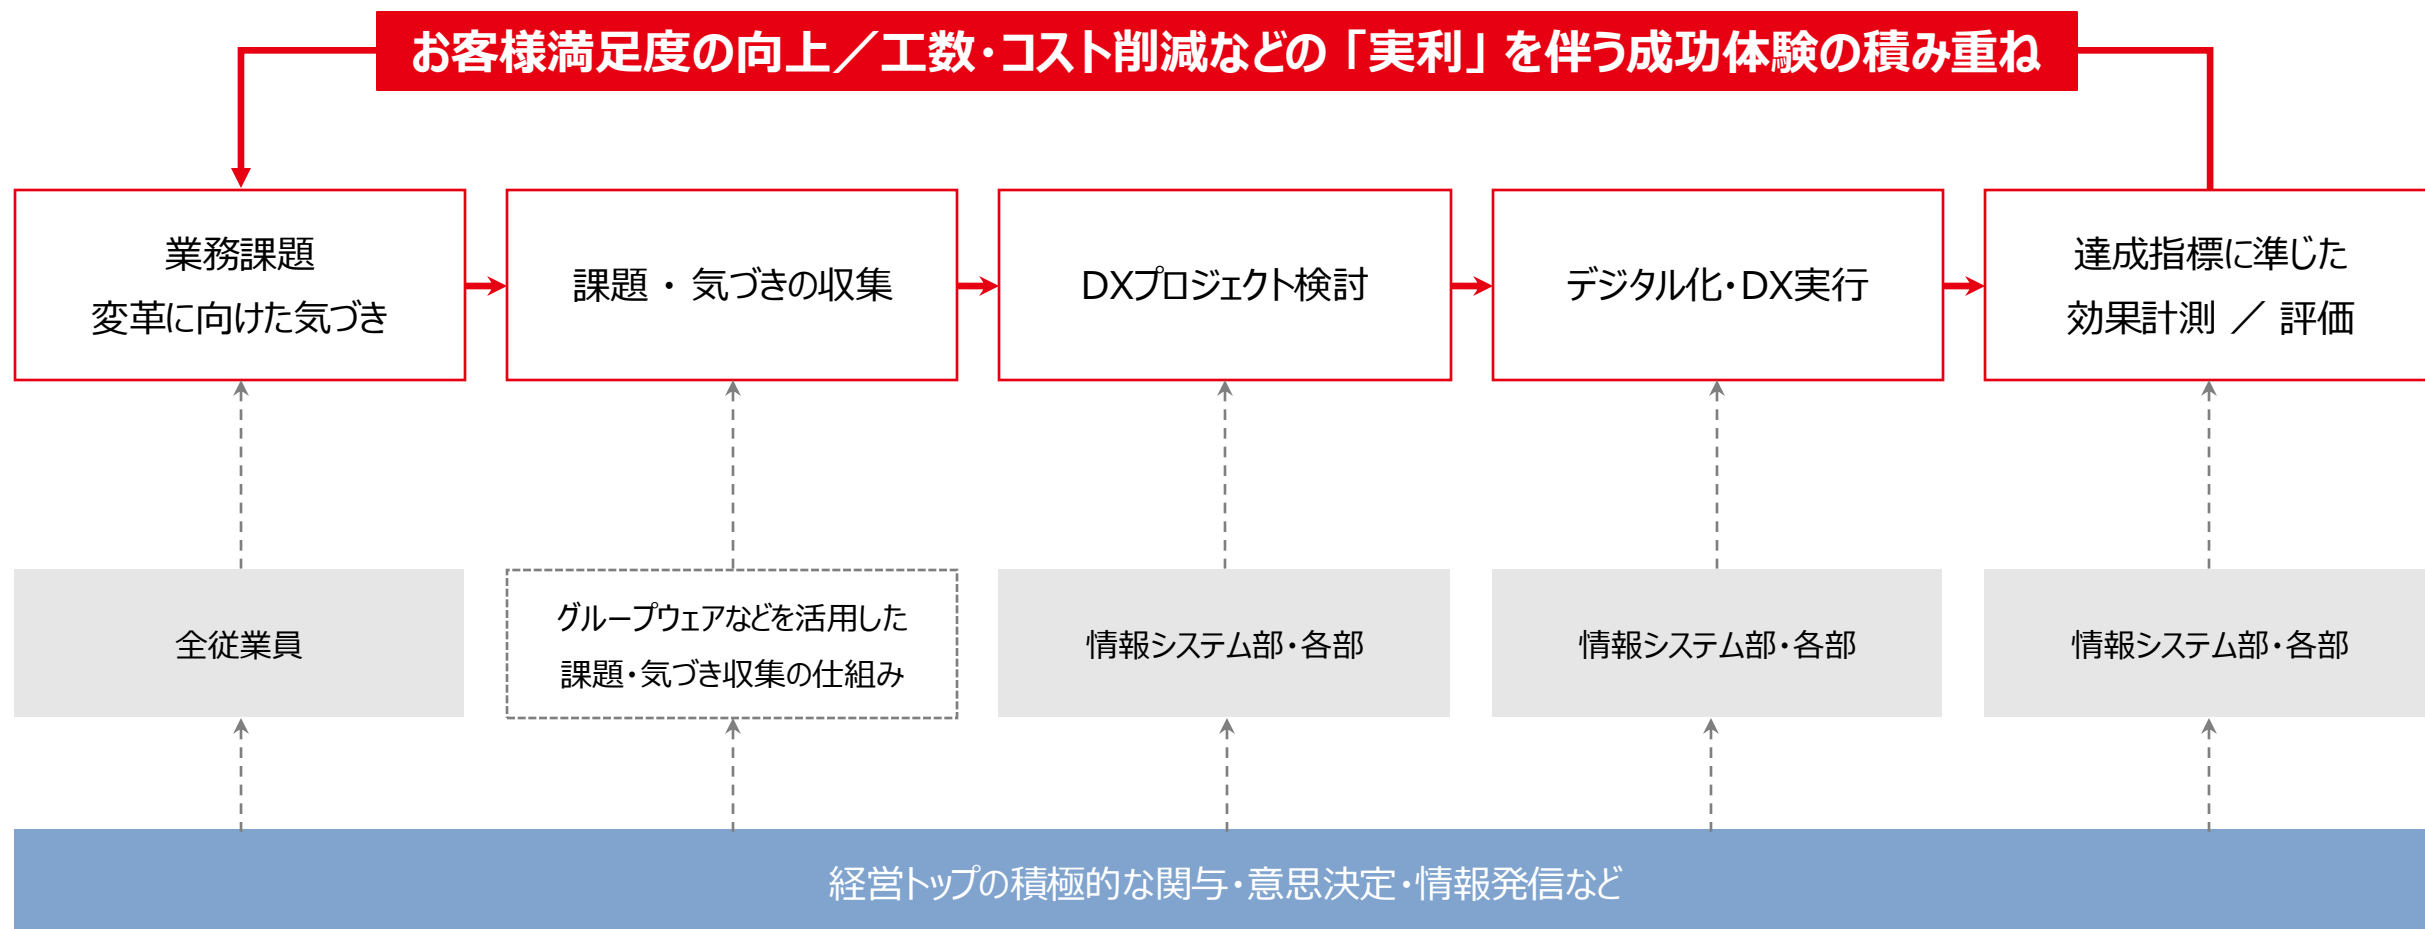 お客様満足度の向上／工数・コスト削減などの「実利」を伴う成功体験の積み重ね
業務課題
変革に向けた気づき
課題・気づきの収集
DXプロジェクト検討
デジタル化・DX実行
達成指標に準じた
効果計測 ／ 評価
全従業員
グループウェアなどを活用した
課題・気づき収集の仕組み
情報システム部・各部
情報システム部・各部
情報システム部・各部
経営トップの積極的な関与・意思決定・情報発信など